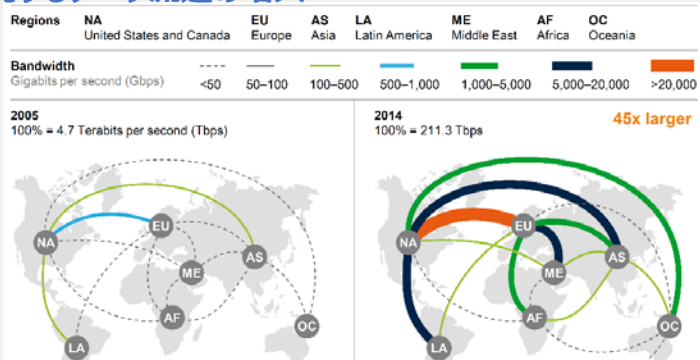 Regions NA EU AS LA ME AF OC
United States and Canada Europe Asia Latin America Middle East Africa Oceania
Bandwidth
Gigabits per second (Gbps) <50 50–100 100–500 500–1,000 1,000–5,000 5,000–20,000 >20,000
2005
100% = 4.7 Terabits per second (Tbps)
NA
EU
AS
ME
AF
OC
LA
2014
100% = 211.3 Tbps
45x larger
NA
EU
AS
ME
AF
OC
LA